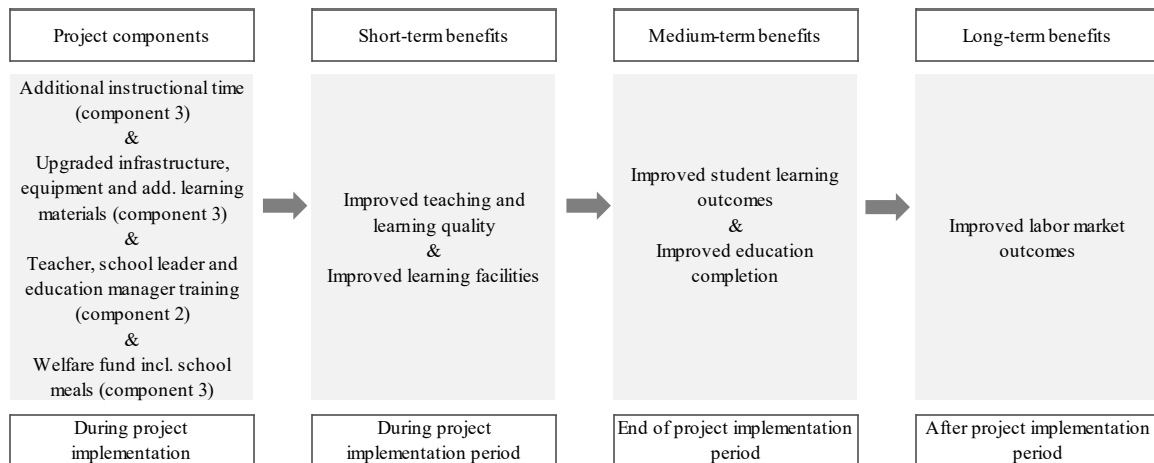 Project components
Short-term benefits
Medium-term benefits
Long-term benefits
Additional instructional time
(component 3)
&
Upgraded infrastructure,
equipment and add. learning
materials (component 3)
&
Teacher, school leader and
education manager training
(component 2)
&
Welfare fund incl. school
meals (component 3)
Improved teaching and
learning quality
&
Improved learning facilities
Improved student learning
outcomes
&
Improved education
completion
Improved labor market
outcomes
During project
implementation
During project
implementation period
End of project implementation
period
After project implementation
period